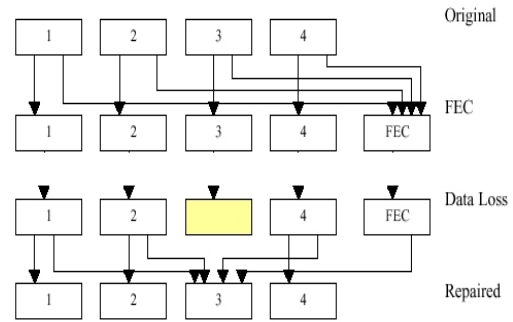 Original
1 2 3 4
FEC
1 2 3 4 FEC
Data Loss
1 2 4 FEC
Repaired
1 2 3 4